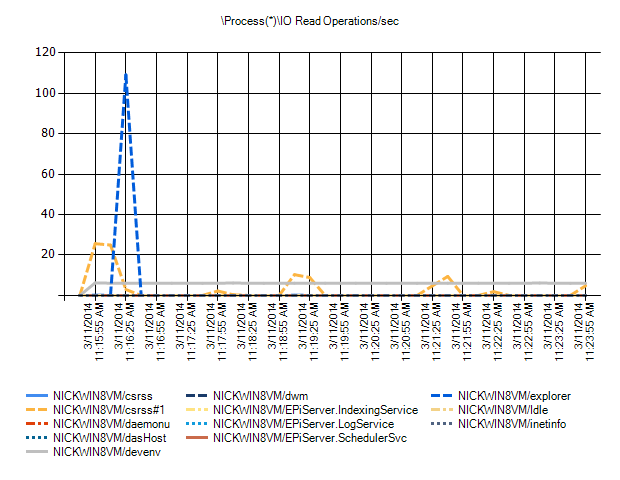 \Process(*)\IO Read Operations/sec
120
100
80
60
40
20
3/11/2014 11:15:55 AM
3/11/2014 11:16:25 AM
3/11/2014 11:16:55 AM
3/11/2014 11:17:25 AM
3/11/2014 11:17:55 AM
3/11/2014 11:18:25 AM
3/11/2014 11:18:55 AM
3/11/2014 11:19:25 AM
3/11/2014 11:19:55 AM
3/11/2014 11:20:25 AM
3/11/2014 11:20:55 AM
3/11/2014 11:21:25 AM
3/11/2014 11:21:55 AM
3/11/2014 11:22:25 AM
3/11/2014 11:22:55 AM
3/11/2014 11:23:25 AM
3/11/2014 11:23:55 AM
NICKWIN8VM/csrss
NICKWIN8VM/csrss#1
NICKWIN8VM/daemonu
NICKWIN8VM/dasHost
NICKWIN8VM/devenv
NICKWIN8VM/dwm
NICKWIN8VM/EPiServer.IndexingService
NICKWIN8VM/EPiServer.LogService
NICKWIN8VM/EPiServer.SchedulerSvc
NICKWIN8VM/explorer
NICKWIN8VM/Idle
NICKWIN8VM/inetinfo